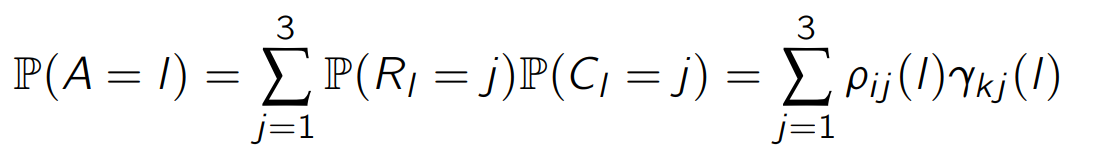 ℙ(A = l) = ∑_{j=1}^{3} ℙ(R_l = j)ℙ(C_l = j) = ∑_{j=1}^{3} ρ_{ij}(l)γ_{kj}(l)